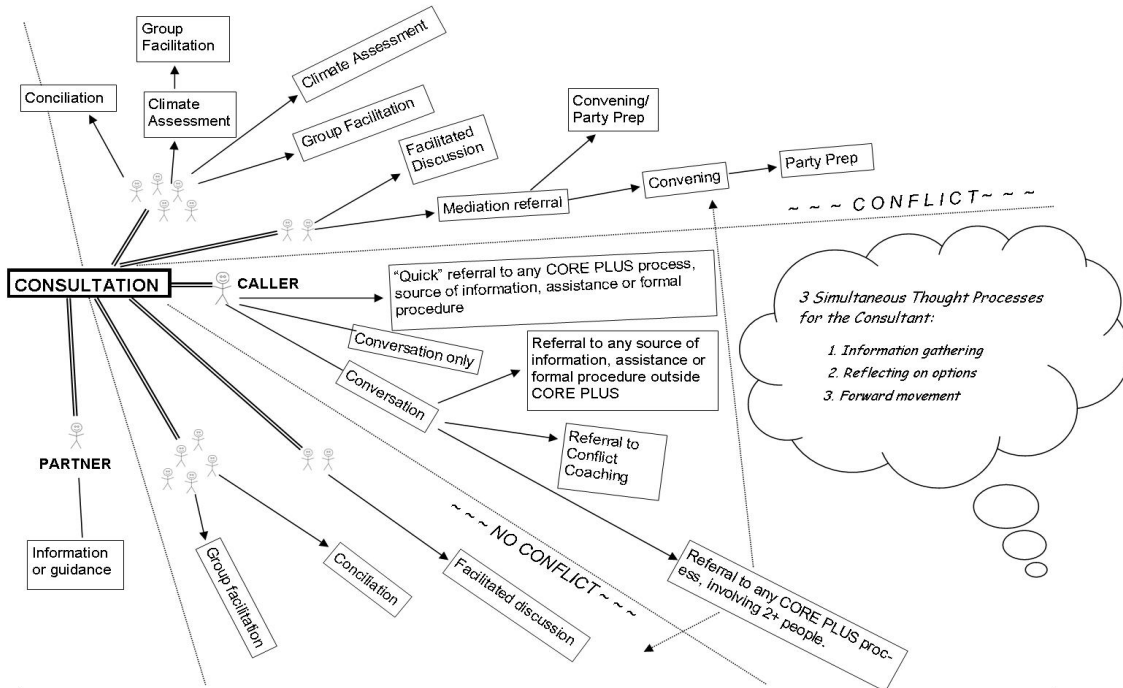 Group
Facilitation
Conciliation
Climate
Assessment
Climate Assessment
Group Facilitation
Facilitated
Discussion
Convening/
Party Prep
Mediation referral
Convening
Party Prep
~ ~ ~ CONFLICT~ ~ ~
CONSULTATION
CALLER
"Quick" referral to any CORE PLUS process,
source of information, assistance or formal
procedure
Conversation only
Conversation
Referral to any source of
information, assistance or
formal procedure outside
CORE PLUS
Referral to
Conflict
Coaching
Referral to any CORE PLUS proc-
ess, involving 2+ people.
3 Simultaneous Thought Processes
for the Consultant:
1. Information gathering
2. Reflecting on options
3. Forward movement
PARTNER
Information
or guidance
Group facilitation
Conciliation
Facilitated discussion
~ ~ ~ NO CONFLICT~ ~ ~